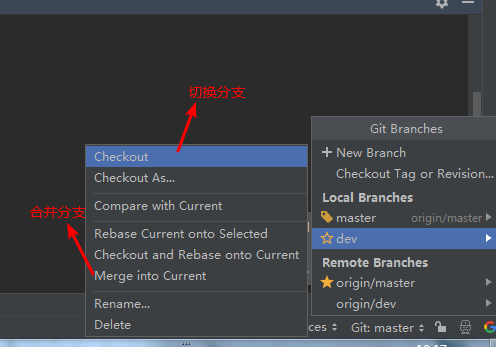 切换分支
合并分支
Checkout
Checkout As...
Compare with Current
Rebase Current onto Selected
Checkout and Rebase onto Current
Merge into Current
Rename...
Delete
Git Branches
+ New Branch
Checkout Tag or Revision...
Local Branches
master origin/master
dev
Remote Branches
origin/master
origin/dev
ces Git: master